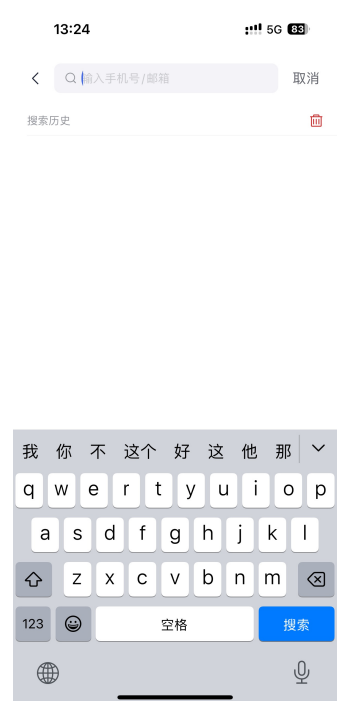 13:24 5G 83
输入手机号/邮箱 取消
搜索历史
我 你 不 这个 好 这 他 那
q w e r t y u i o p
a s d f g h j k l
z x c v b n m
123 空格 搜索